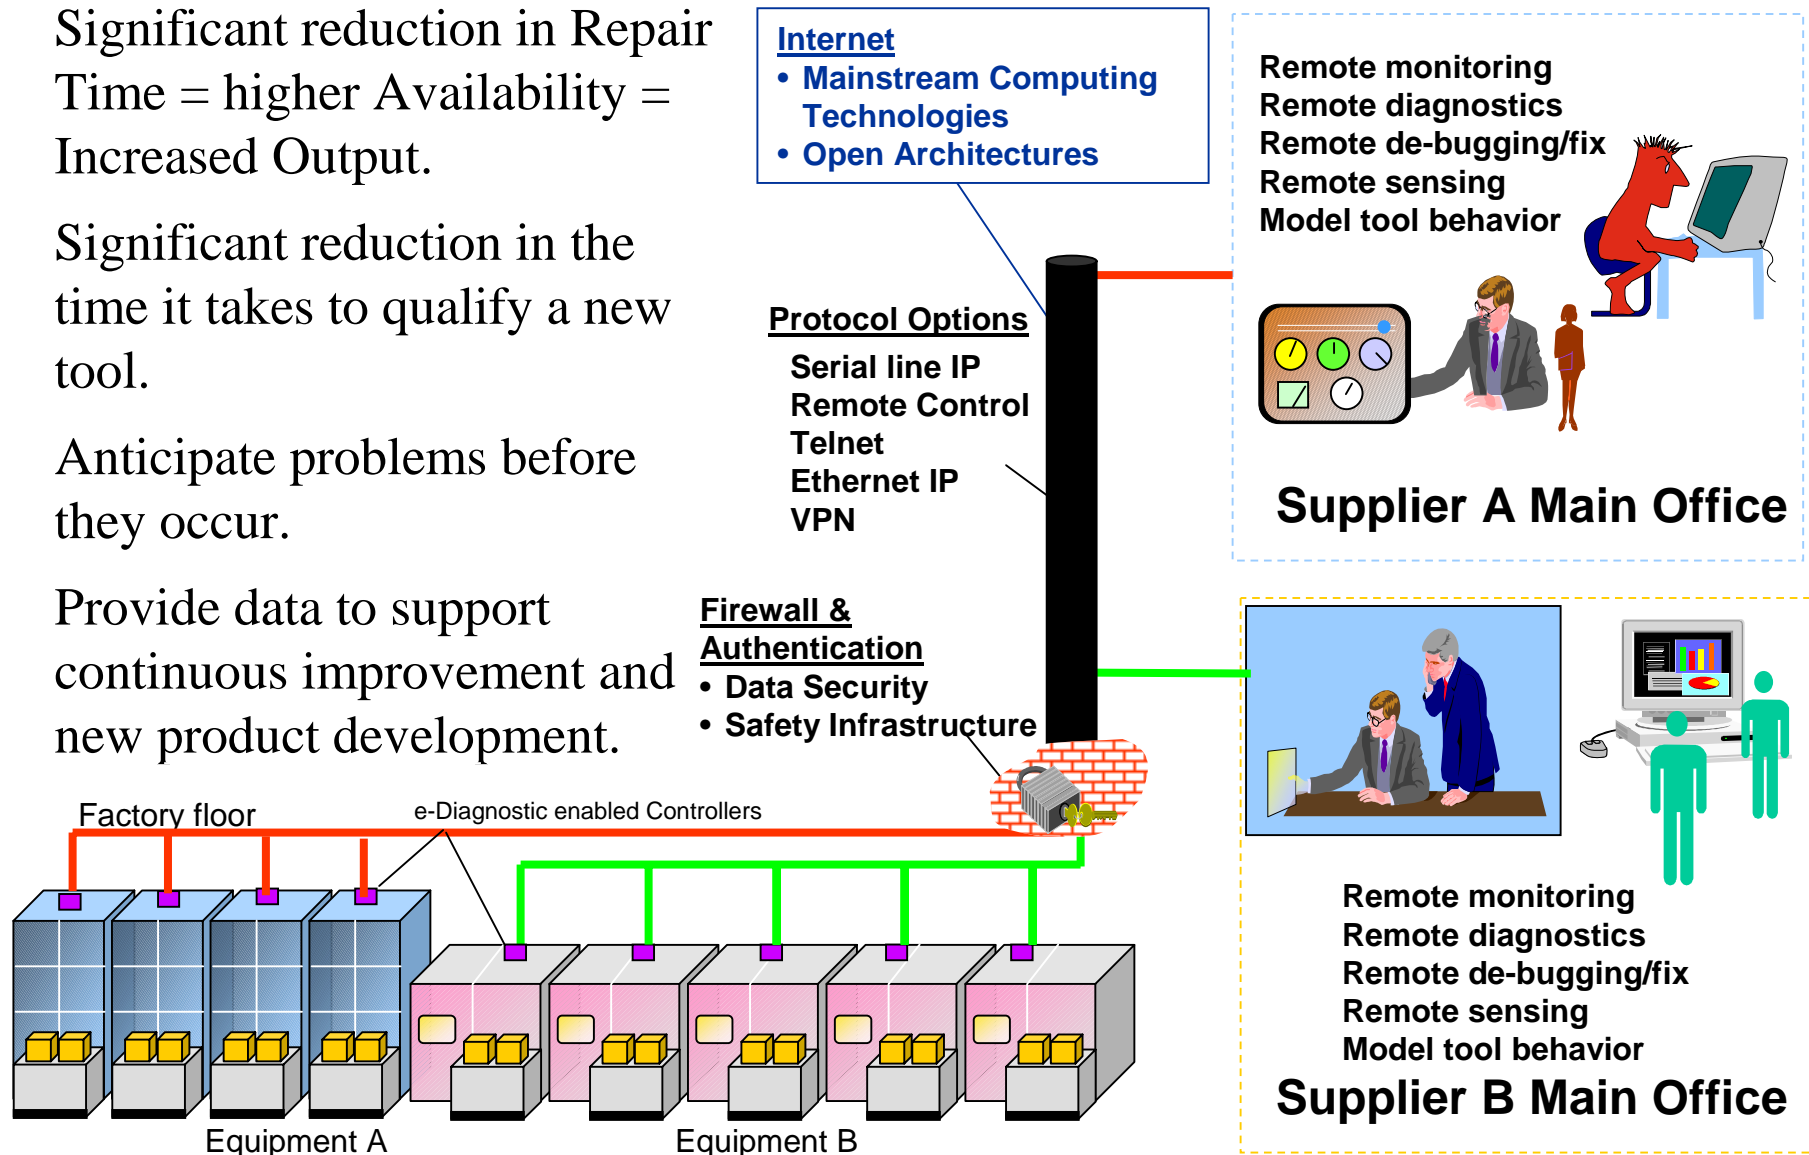 Significant reduction in Repair
Time = higher Availability =
Increased Output.
Significant reduction in the
time it takes to qualify a new
tool.
Anticipate problems before
they occur.
Provide data to support
continuous improvement and
new product development.
Internet
• Mainstream Computing
Technologies
• Open Architectures
Protocol Options
Serial line IP
Remote Control
Telnet
Ethernet IP
VPN
Firewall &
Authentication
• Data Security
• Safety Infrastructure
Remote monitoring
Remote diagnostics
Remote de-bugging/fix
Remote sensing
Model tool behavior
Supplier A Main Office
Remote monitoring
Remote diagnostics
Remote de-bugging/fix
Remote sensing
Model tool behavior
Supplier B Main Office
Factory floor
e-Diagnostic enabled Controllers
Equipment A
Equipment B